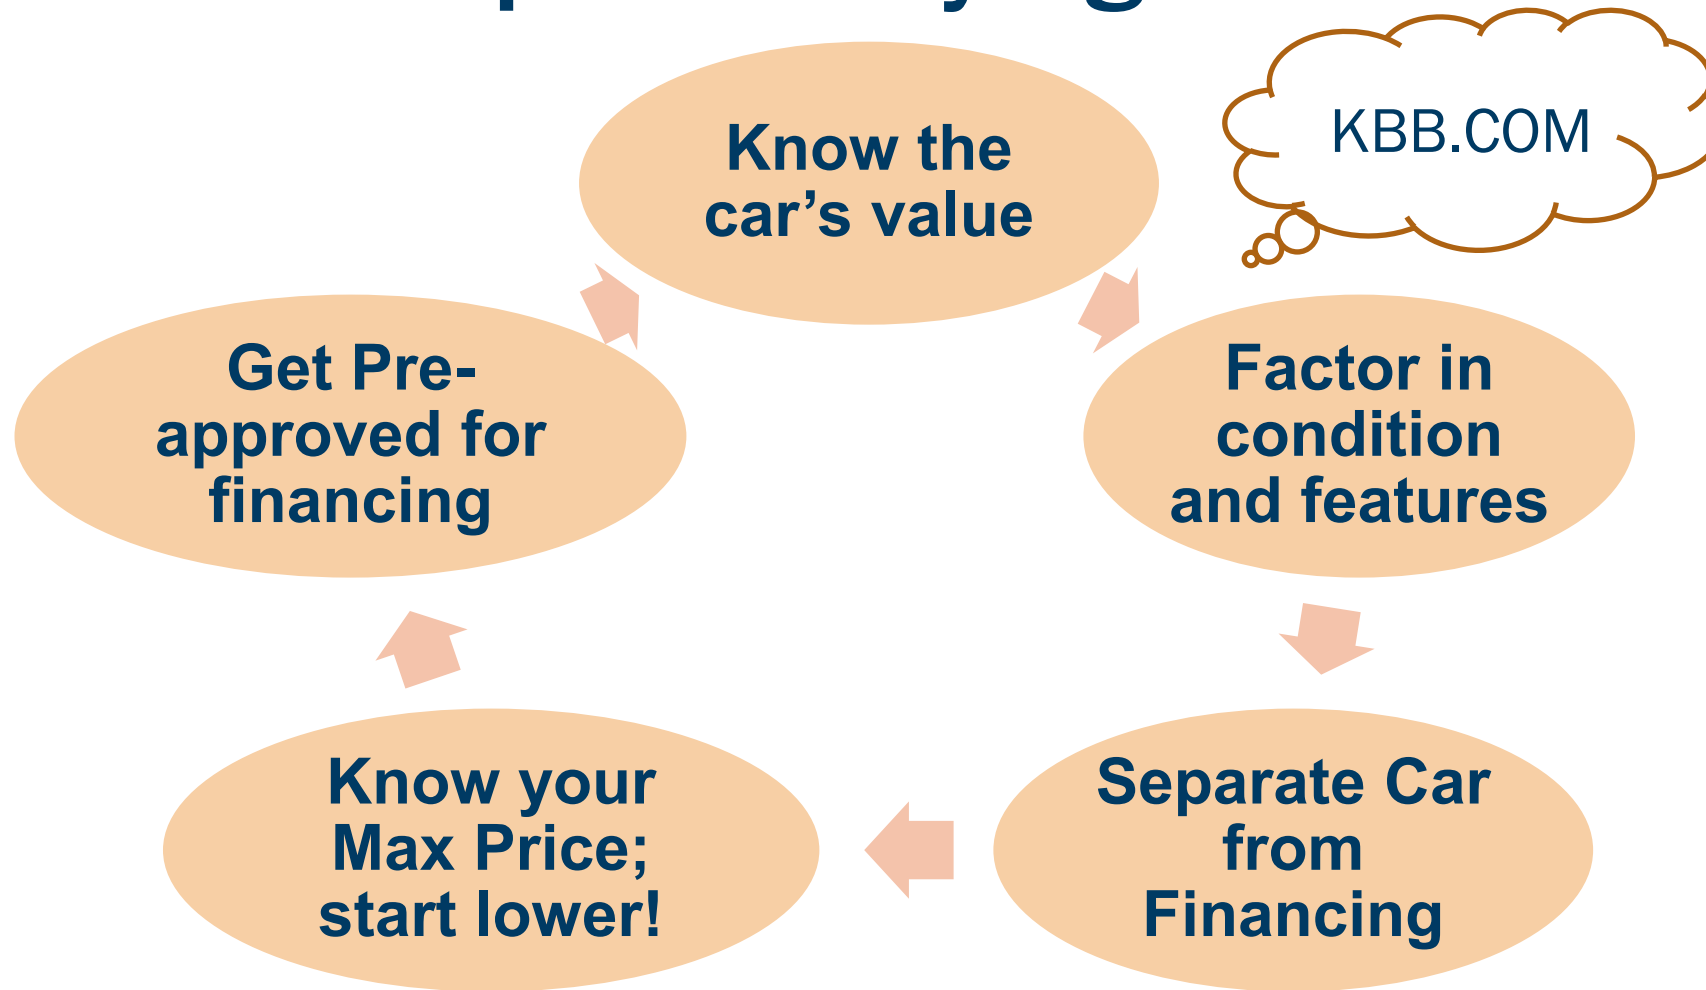 Know the
car’s value
KBB.COM
Factor in
condition
and features
Separate Car
from
Financing
Know your
Max Price;
start lower!
Get Pre-
approved for
financing